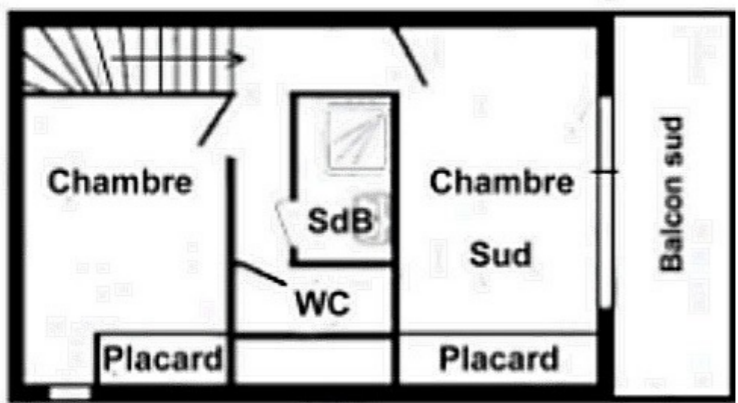 Chambre
Placard
SdB
WC
Chambre
Sud
Placard
Balcon sud